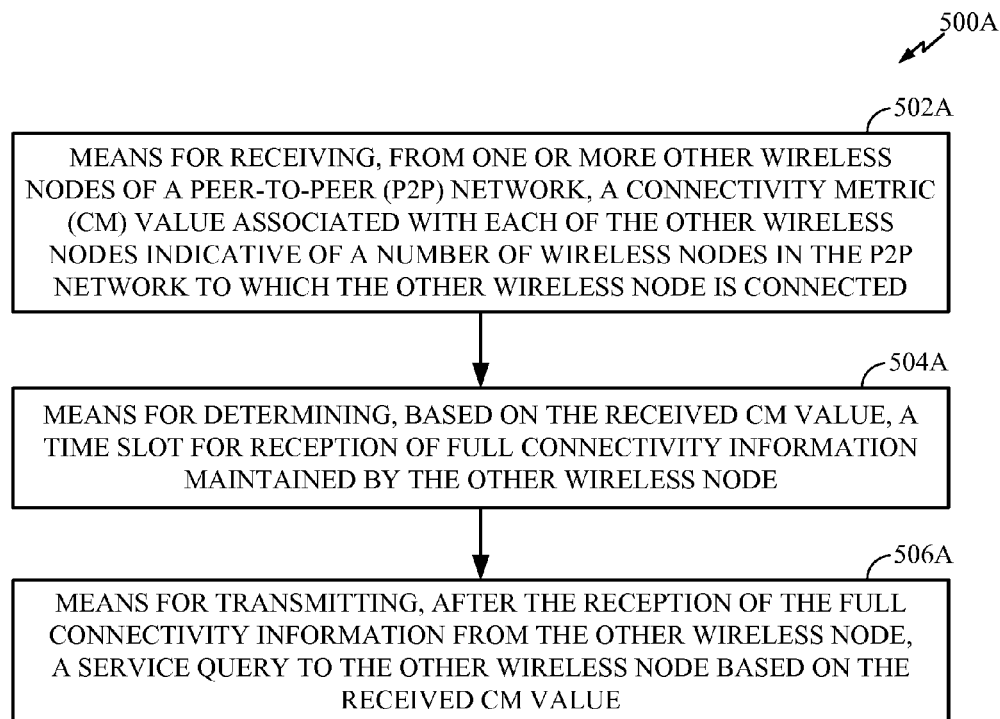 500A
502A
MEANS FOR RECEIVING, FROM ONE OR MORE OTHER WIRELESS
NODES OF A PEER-TO-PEER (P2P) NETWORK, A CONNECTIVITY METRIC
(CM) VALUE ASSOCIATED WITH EACH OF THE OTHER WIRELESS
NODES INDICATIVE OF A NUMBER OF WIRELESS NODES IN THE P2P
NETWORK TO WHICH THE OTHER WIRELESS NODE IS CONNECTED
504A
MEANS FOR DETERMINING, BASED ON THE RECEIVED CM VALUE, A
TIME SLOT FOR RECEPTION OF FULL CONNECTIVITY INFORMATION
MAINTAINED BY THE OTHER WIRELESS NODE
506A
MEANS FOR TRANSMITTING, AFTER THE RECEPTION OF THE FULL
CONNECTIVITY INFORMATION FROM THE OTHER WIRELESS NODE,
A SERVICE QUERY TO THE OTHER WIRELESS NODE BASED ON THE
RECEIVED CM VALUE